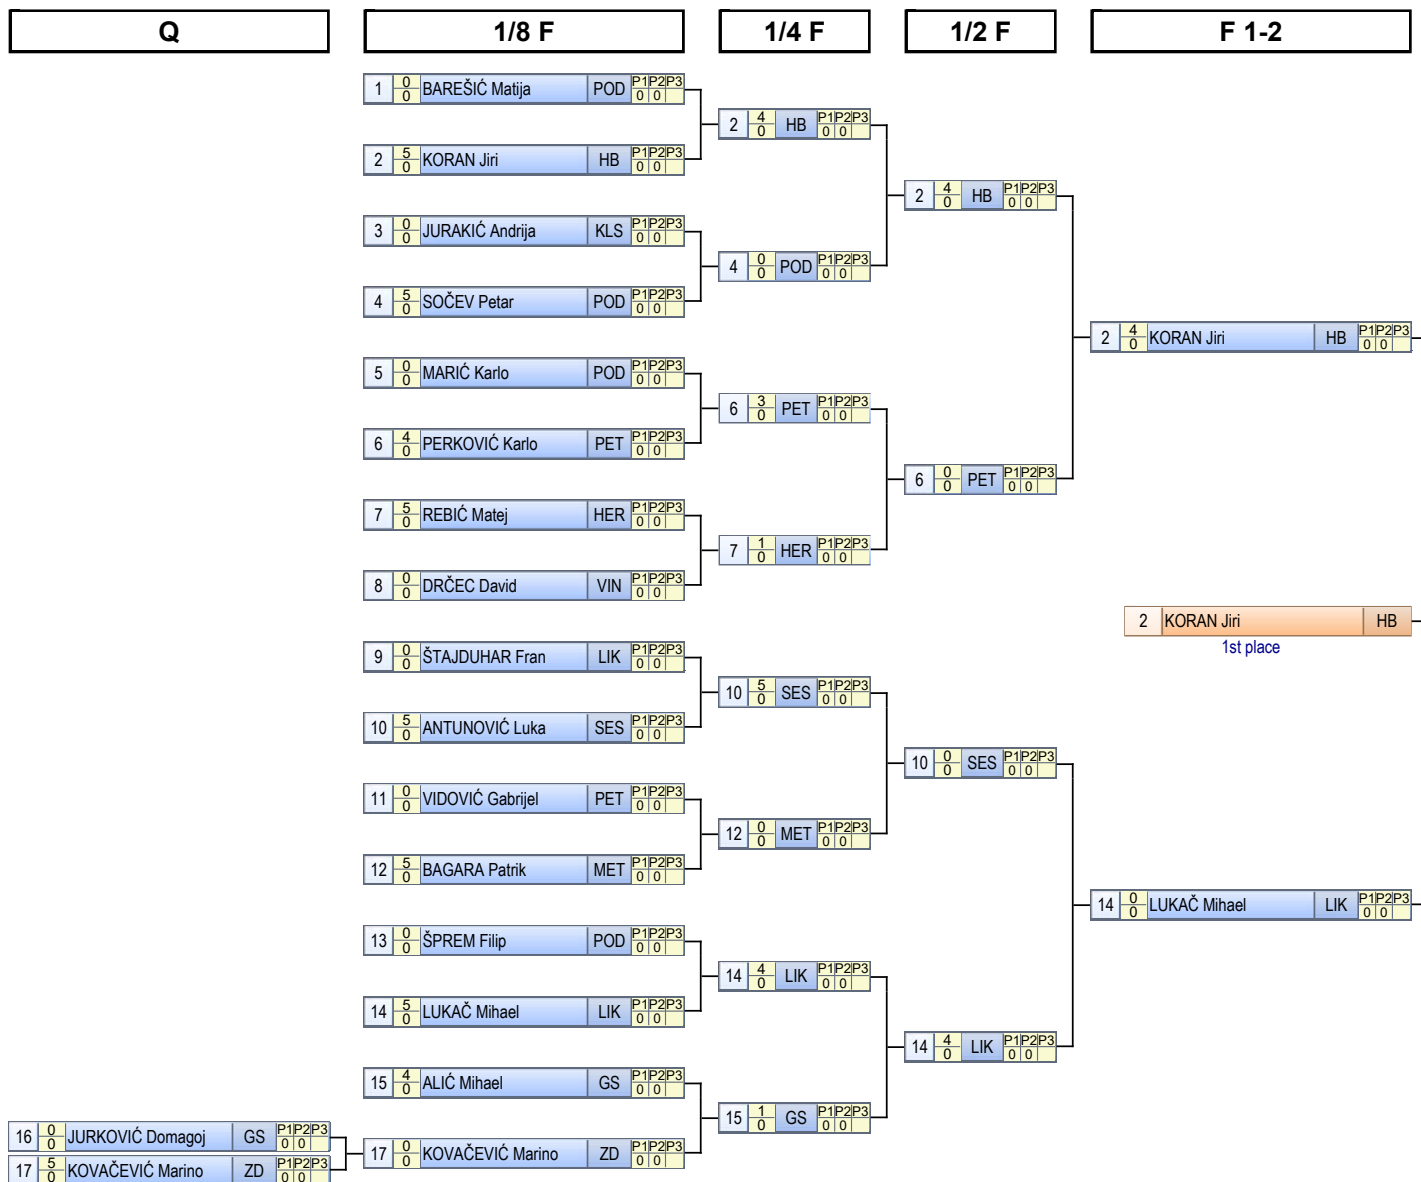 Q
1/8 F
1/4 F
1/2 F
F 1-2
1 0 0 BAREŠIĆ Matija POD P1 P2 P3 0 0
2 4 0 HB P1 P2 P3 0 0
2 5 0 KORAN Jiri HB P1 P2 P3 0 0
2 4 0 HB P1 P2 P3 0 0
3 0 0 JURAKIĆ Andrija KLS P1 P2 P3 0 0
4 0 0 POD P1 P2 P3 0 0
4 5 0 SOČEV Petar POD P1 P2 P3 0 0
2 4 0 KORAN Jiri HB P1 P2 P3 0 0
5 0 0 MARIĆ Karlo POD P1 P2 P3 0 0
6 3 0 PET P1 P2 P3 0 0
6 4 0 PERKOVIĆ Karlo PET P1 P2 P3 0 0
6 0 0 PET P1 P2 P3 0 0
7 5 0 REBIĆ Matej HER P1 P2 P3 0 0
7 1 0 HER P1 P2 P3 0 0
8 0 0 DRČEC David VIN P1 P2 P3 0 0
2 KORAN Jiri HB
1st place
9 0 0 ŠTAJDUHAR Fran LIK P1 P2 P3 0 0
10 5 0 SES P1 P2 P3 0 0
10 5 0 ANTUNOVIĆ Luka SES P1 P2 P3 0 0
10 0 0 SES P1 P2 P3 0 0
11 0 0 VIDOVIĆ Gabrijel PET P1 P2 P3 0 0
12 0 0 MET P1 P2 P3 0 0
12 5 0 BAGARA Patrik MET P1 P2 P3 0 0
14 0 0 LUKAČ Mihael LIK P1 P2 P3 0 0
13 0 0 ŠPREM Filip POD P1 P2 P3 0 0
14 4 0 LIK P1 P2 P3 0 0
14 5 0 LUKAČ Mihael LIK P1 P2 P3 0 0
14 4 0 LIK P1 P2 P3 0 0
15 4 0 ALIĆ Mihael GS P1 P2 P3 0 0
15 1 0 GS P1 P2 P3 0 0
16 0 0 JURKOVIĆ Domagoj GS P1 P2 P3 0 0
17 0 0 KOVAČEVIĆ Marino ZD P1 P2 P3 0 0
17 5 0 KOVAČEVIĆ Marino ZD P1 P2 P3 0 0